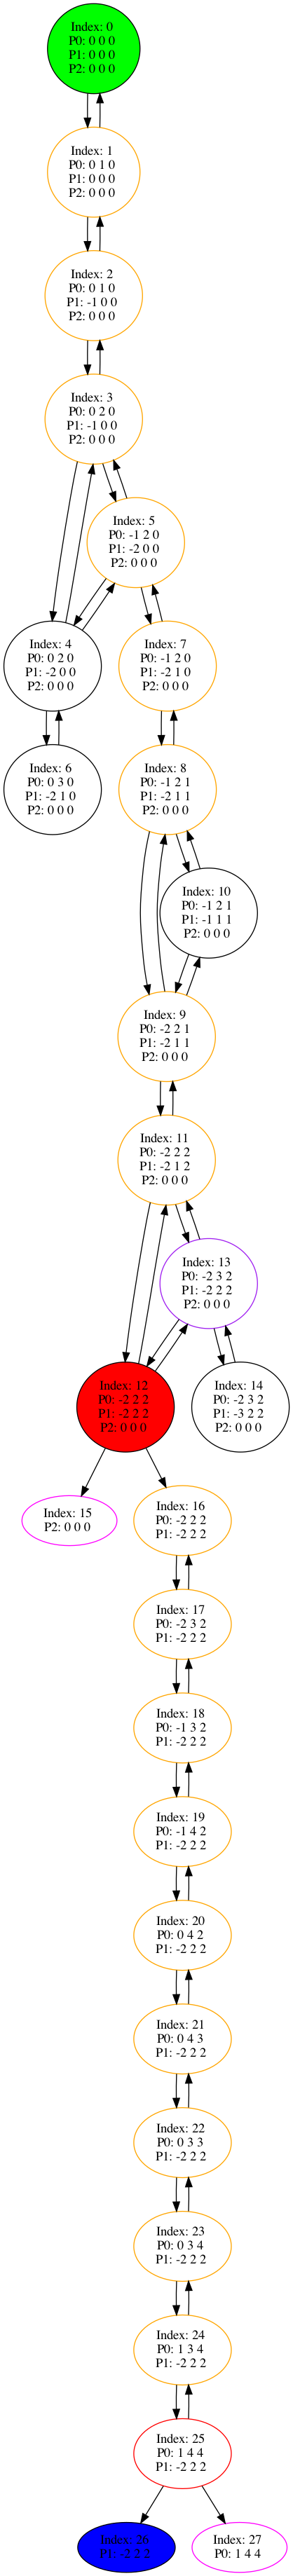 Index: 0
P0: 0 0 0
P1: 0 0 0
P2: 0 0 0
Index: 1
P0: 0 1 0
P1: 0 0 0
P2: 0 0 0
Index: 2
P0: 0 1 0
P1: -1 0 0
P2: 0 0 0
Index: 3
P0: 0 2 0
P1: -1 0 0
P2: 0 0 0
Index: 5
P0: -1 2 0
P1: -2 0 0
P2: 0 0 0
Index: 4
P0: 0 2 0
P1: -2 0 0
P2: 0 0 0
Index: 7
P0: -1 2 0
P1: -2 1 0
P2: 0 0 0
Index: 6
P0: 0 3 0
P1: -2 1 0
P2: 0 0 0
Index: 8
P0: -1 2 1
P1: -2 1 1
P2: 0 0 0
Index: 10
P0: -1 2 1
P1: -1 1 1
P2: 0 0 0
Index: 9
P0: -2 2 1
P1: -2 1 1
P2: 0 0 0
Index: 11
P0: -2 2 2
P1: -2 1 2
P2: 0 0 0
Index: 13
P0: -2 3 2
P1: -2 2 2
P2: 0 0 0
Index: 12
P0: -2 2 2
P1: -2 2 2
P2: 0 0 0
Index: 14
P0: -2 3 2
P1: -3 2 2
P2: 0 0 0
Index: 15
P2: 0 0 0
Index: 16
P0: -2 2 2
P1: -2 2 2
Index: 17
P0: -2 3 2
P1: -2 2 2
Index: 18
P0: -1 3 2
P1: -2 2 2
Index: 19
P0: -1 4 2
P1: -2 2 2
Index: 20
P0: 0 4 2
P1: -2 2 2
Index: 21
P0: 0 4 3
P1: -2 2 2
Index: 22
P0: 0 3 3
P1: -2 2 2
Index: 23
P0: 0 3 4
P1: -2 2 2
Index: 24
P0: 1 3 4
P1: -2 2 2
Index: 25
P0: 1 4 4
P1: -2 2 2
Index: 26
P1: -2 2 2
Index: 27
P0: 1 4 4